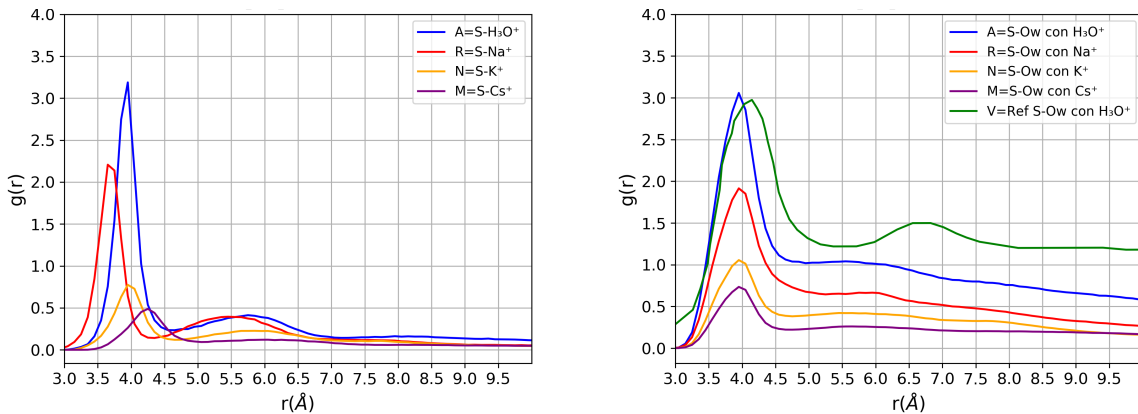 4.0
3.5
3.0
2.5
2.0
1.5
1.0
0.5
0.0
g(r)
3.0 3.5 4.0 4.5 5.0 5.5 6.0 6.5 7.0 7.5 8.0 8.5 9.0 9.5
r(Å)
A=S-H₃O⁺
R=S-Na⁺
N=S-K⁺
M=S-Cs⁺
4.0
3.5
3.0
2.5
2.0
1.5
1.0
0.5
0.0
g(r)
3.0 3.5 4.0 4.5 5.0 5.5 6.0 6.5 7.0 7.5 8.0 8.5 9.0 9.5
r(Å)
A=S-Ow con H₃O⁺
R=S-Ow con Na⁺
N=S-Ow con K⁺
M=S-Ow con Cs⁺
V=Ref S-Ow con H₃O⁺